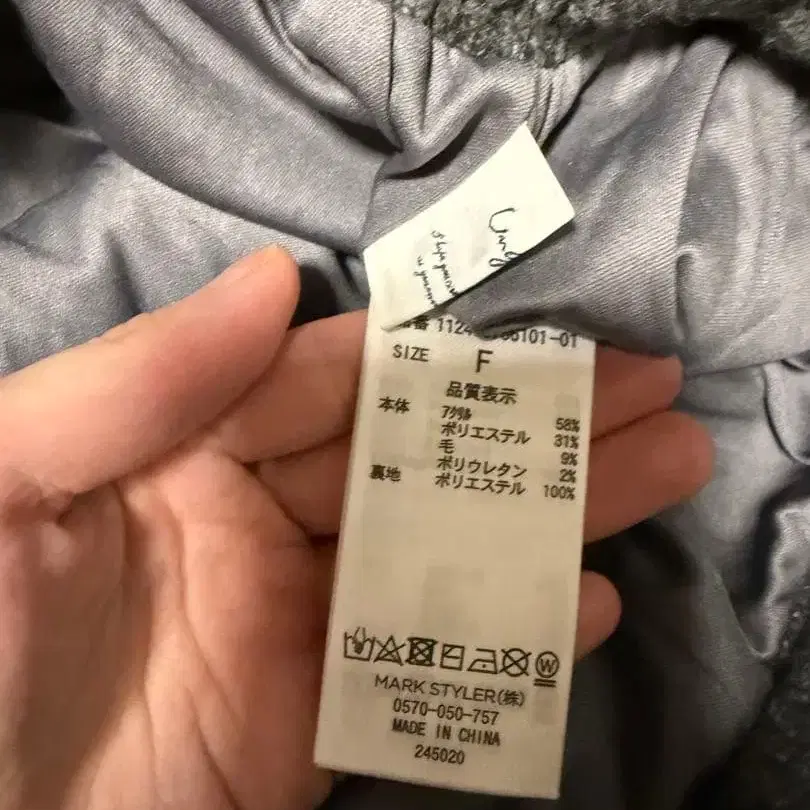 SIZE F
品質表示
本体 アクリル 58%
ポリエステル 31%
毛 9%
ポリウレタン 2%
裏地 ポリエステル 100%
MARK STYLER(株)
0570-050-757
MADE IN CHINA
245020